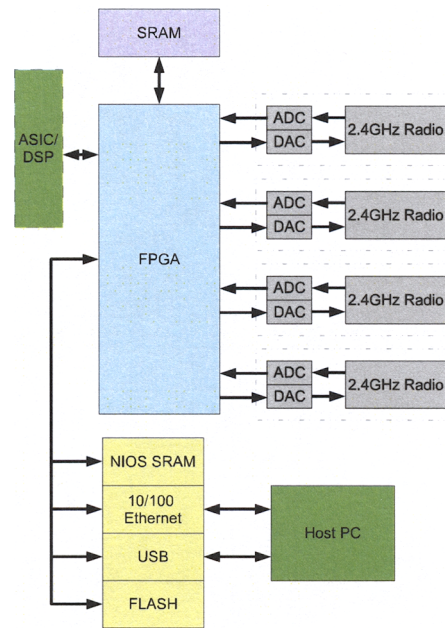 SRAM
ASIC/
DSP
FPGA
ADC
DAC
2.4GHz Radio
ADC
DAC
2.4GHz Radio
ADC
DAC
2.4GHz Radio
ADC
DAC
2.4GHz Radio
NIOS SRAM
10/100
Ethernet
USB
FLASH
Host PC